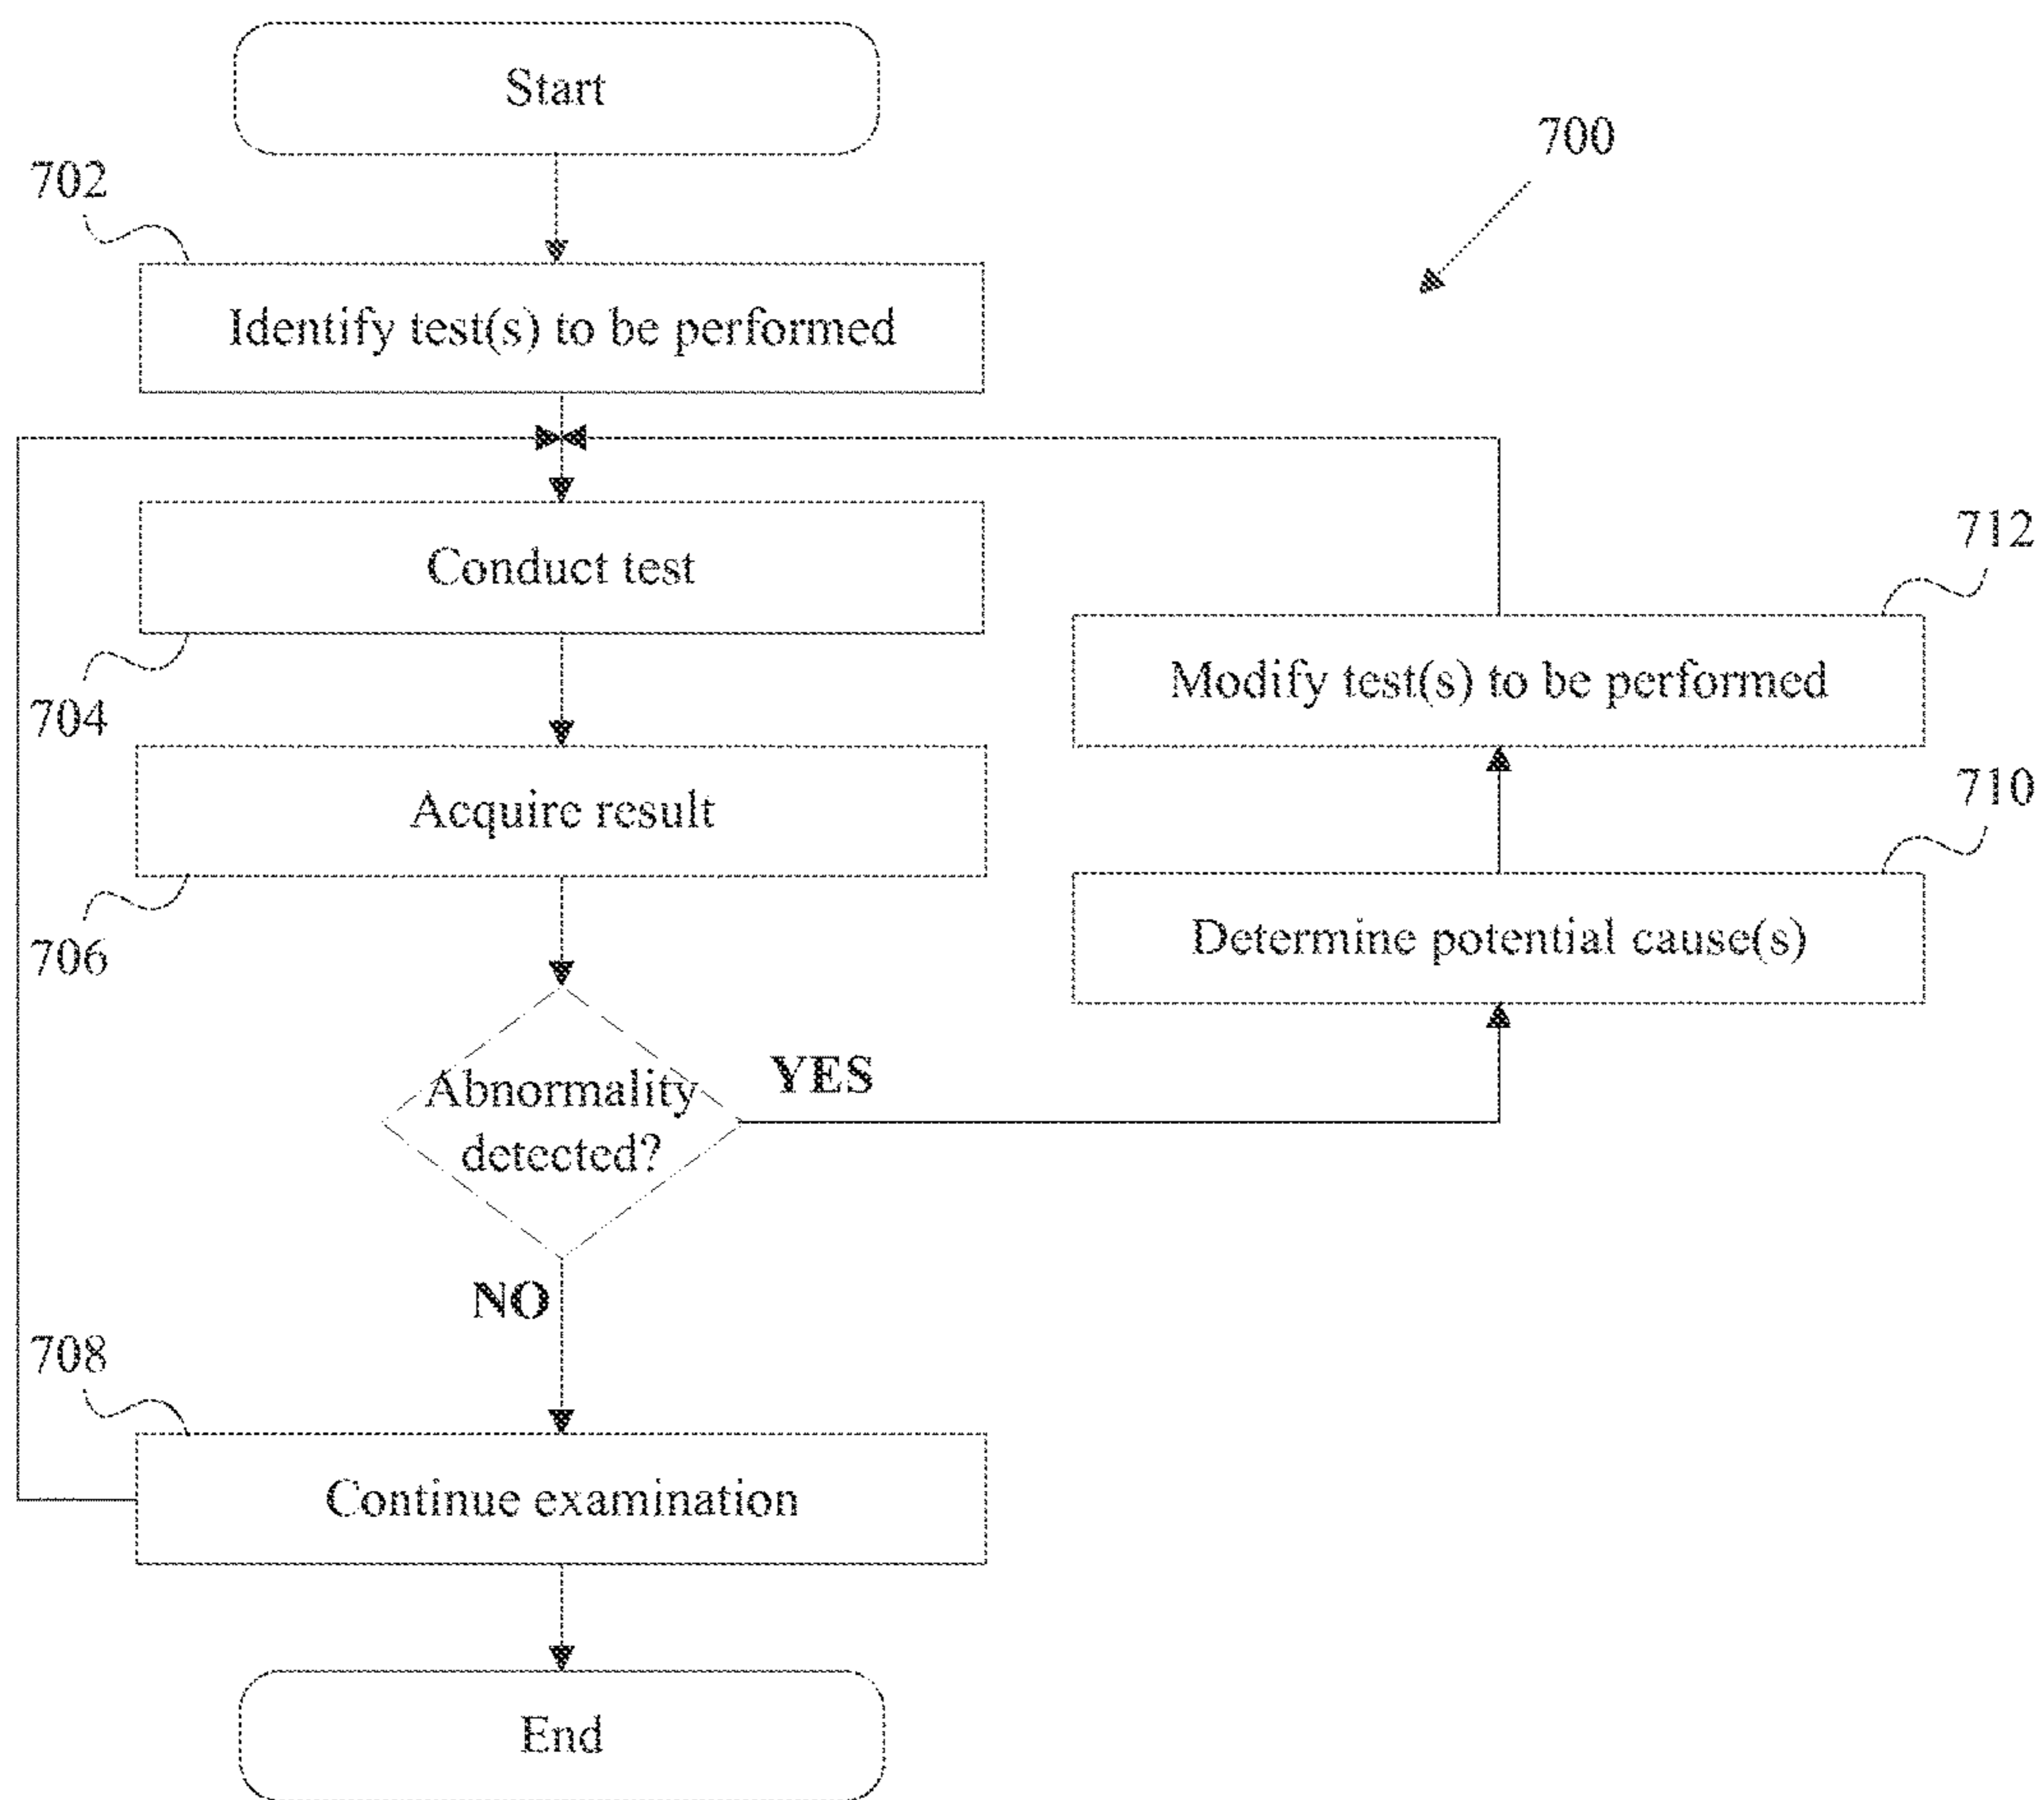 Start
700
702
Identify test(s) to be performed
Conduct test
704
712
Modify test(s) to be performed
Acquire result
706
710
Determine potential cause(s)
Abnormality
detected?
YES
NO
708
Continue examination
End